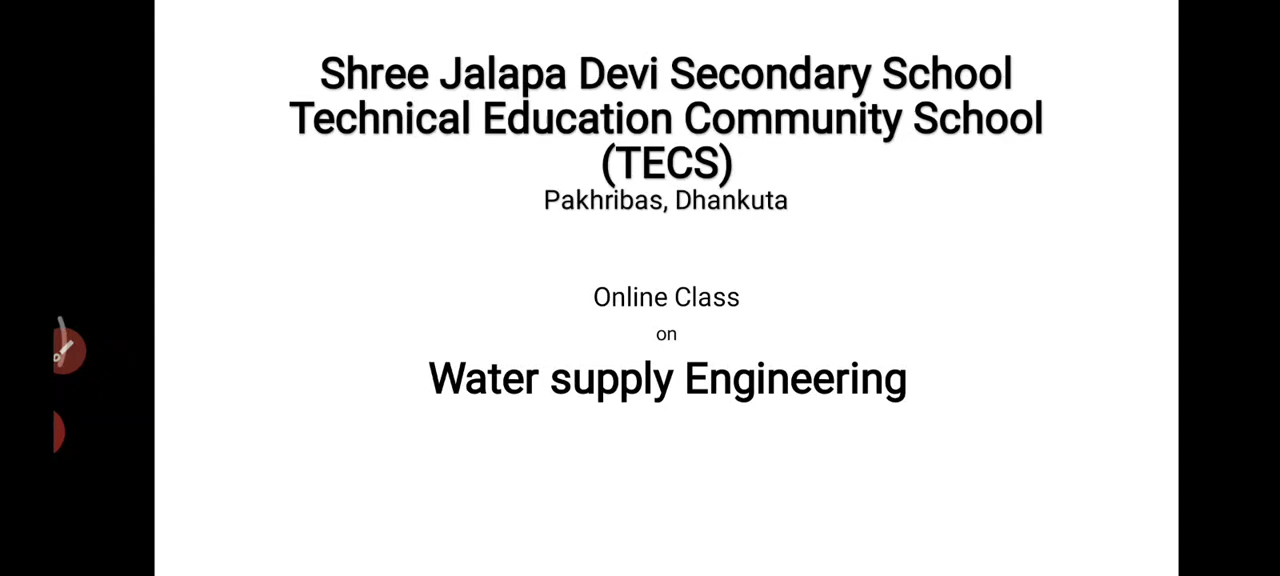 Shree Jalapa Devi Secondary School
Technical Education Community School
(TECS)
Pakhribas, Dhankuta
Online Class
on
Water supply Engineering